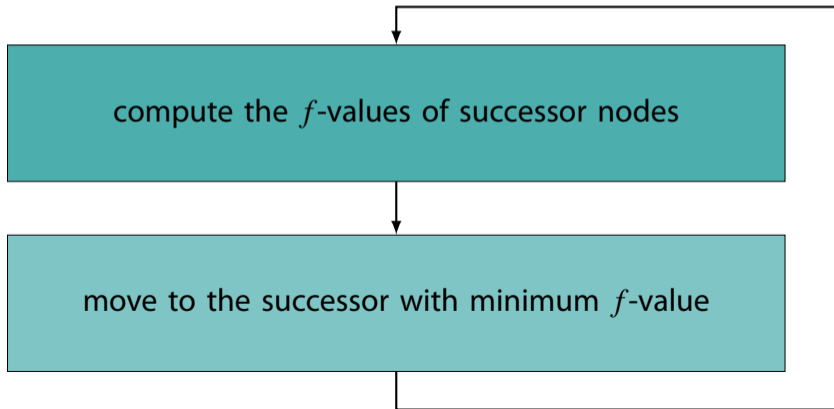 compute the f-values of successor nodes
move to the successor with minimum f-value